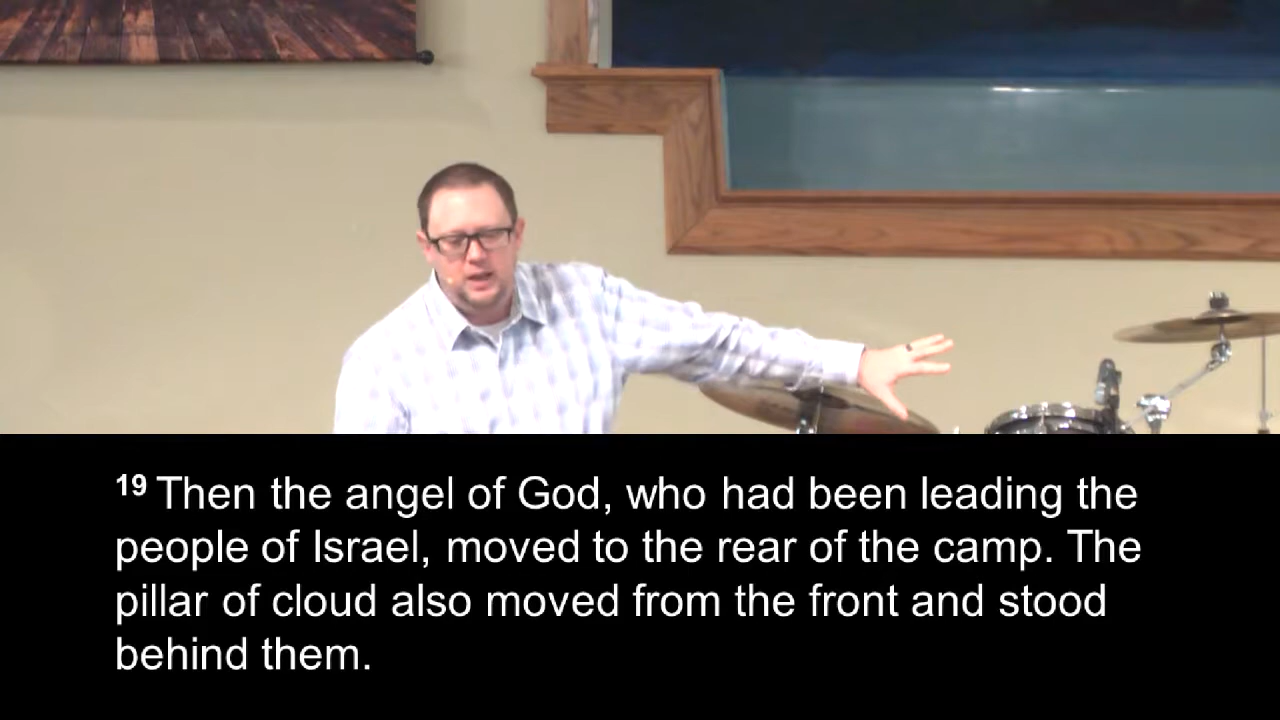 19 Then the angel of God, who had been leading the
people of Israel, moved to the rear of the camp. The
pillar of cloud also moved from the front and stood
behind them.